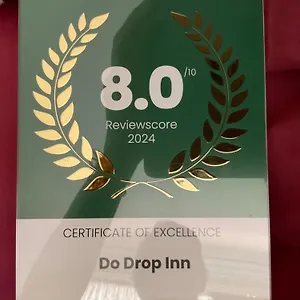 8.0/10
Reviewscore
2024
CERTIFICATE OF EXCELLENCE
Do Drop Inn